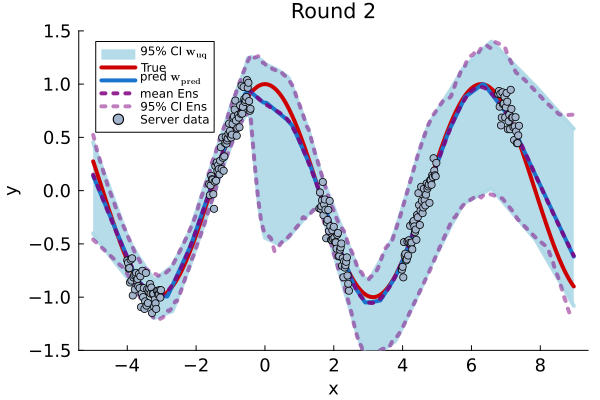 Round 2
1.5
1.0
0.5
0.0
−0.5
−1.0
−1.5
y
95% CI w_uq
True
pred w_pred
mean Ens
95% CI Ens
Server data
−4 −2 0 2 4 6 8
x